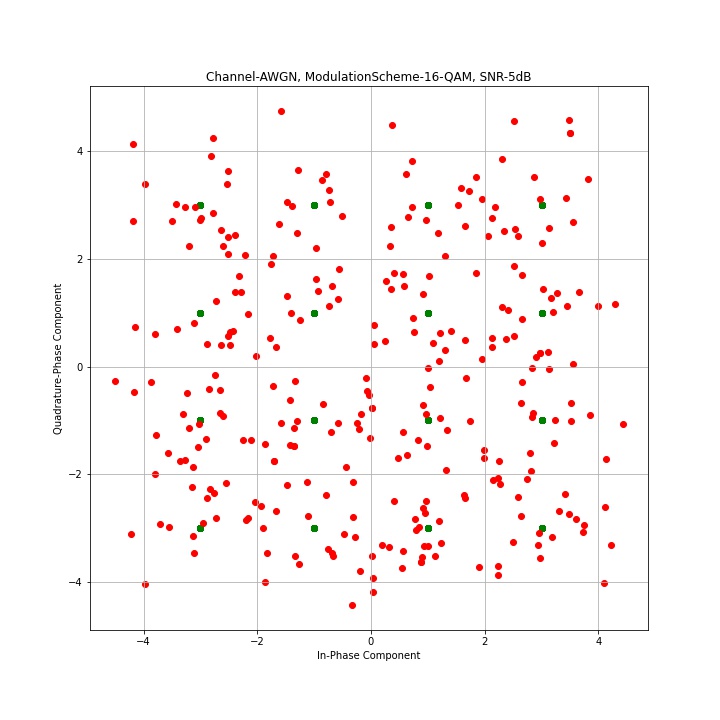 Channel-AWGN, ModulationScheme-16-QAM, SNR-5dB
4
2
0
−2
−4
Quadrature-Phase Component
−4 −2 0 2 4
In-Phase Component